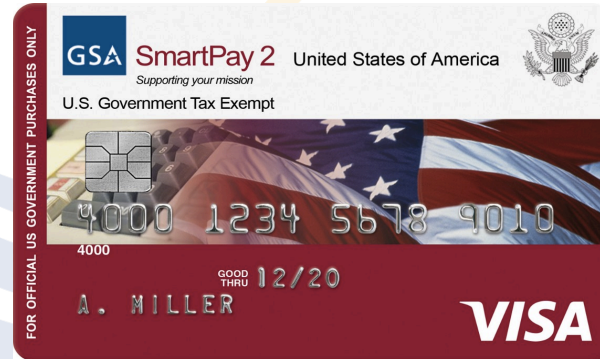 FOR OFFICIAL US GOVERNMENT PURCHASES ONLY
GSA SmartPay 2 United States of America
Supporting your mission
U.S. Government Tax Exempt
4000 1234 5678 9010
4000
GOOD THRU 12/20
A. MILLER
VISA